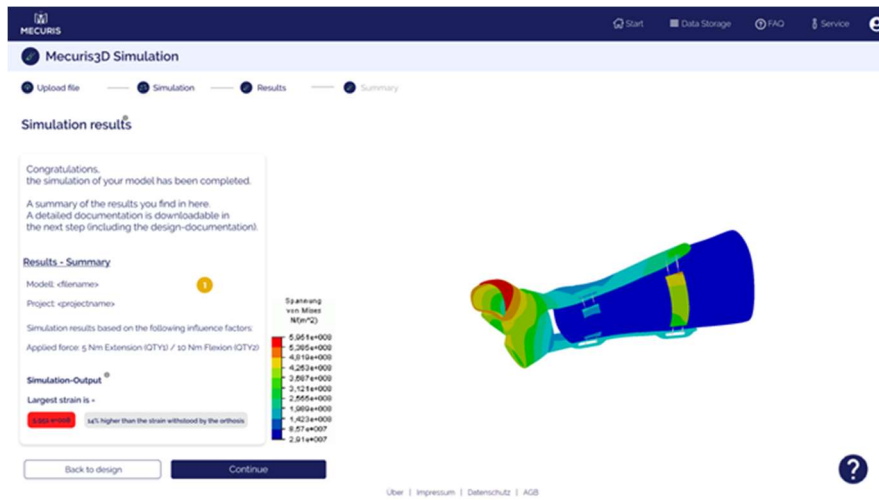 MECURIS
Start
Data Storage
FAQ
Service
Mecuris3D Simulation
Upload file
Simulation
Results
Summary
Simulation results
Congratulations,
the simulation of your model has been completed.
A summary of the results you find in here.
A detailed documentation is downloadable in
the next step (including the design-documentation).
Results - Summary
Modell: <filename>
1
Project: <projectname>
Simulation results based on the following influence factors:
Applied force: 5 Nm Extension (QTY1) / 10 Nm Flexion (QTY2)
Simulation-Output
Largest strain is -
14% higher than the strain withstood by the orthosis
Spannung
von Mises
N/(m^2)
5,951e+008
5,385e+008
4,819e+008
4,253e+008
3,687e+008
3,121e+008
2,555e+008
1,989e+008
1,423e+008
8,57e+007
2,91e+007
Back to design
Continue
?
Über | Impressum | Datenschutz | AGB